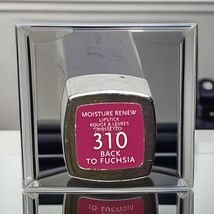 MOISTURE RENEW
LIPSTICK
ROUGE À LÈVRES
310
BACK
TO FUCHSIA